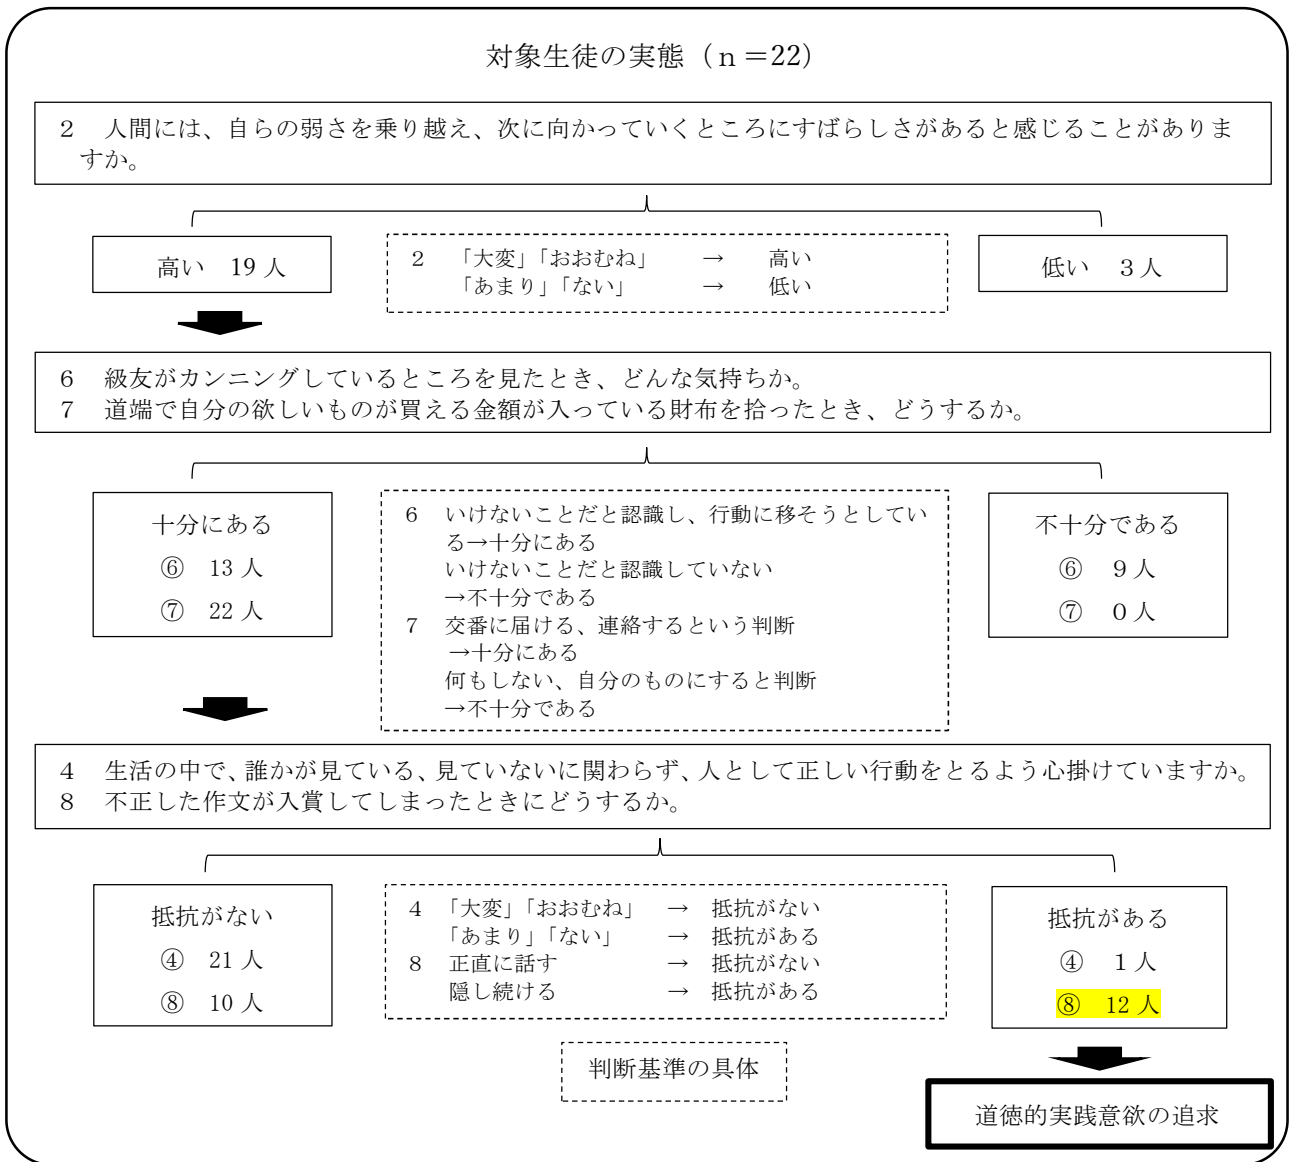 対象生徒の実態(n=22)
2 人間には、自らの弱さを乗り越え、次に向かっていくところにすばらしさがあると感じることがありま
すか。
高い 19人
2 「大変」「おおむね」 → 高い
「あまり」「ない」 → 低い
低い 3人
6 級友がカンニングしているところを見たとき、どんな気持ちか。
7 道端で自分の欲しいものが買える金額が入っている財布を拾ったとき、どうするか。
十分にある
⑥ 13人
⑦ 22人
6 いけないことだと認識し、行動に移そうとしてい
る→十分にある
いけないことだと認識していない
→不十分である
7 交番に届ける、連絡するという判断
→十分にある
何もしない、自分のものにすると判断
→不十分である
不十分である
⑥ 9人
⑦ 0人
4 生活の中で、誰かが見ている、見ていないに関わらず、人として正しい行動をとるよう心掛けていますか。
8 不正した作文が入賞してしまったときにどうするか。
抵抗がない
④ 21人
⑧ 10人
4 「大変」「おおむね」 → 抵抗がない
「あまり」「ない」 → 抵抗がある
8 正直に話す → 抵抗がない
隠し続ける → 抵抗がある
抵抗がある
④ 1人
⑧ 12人
判断基準の具体
道徳的実践意欲の追求